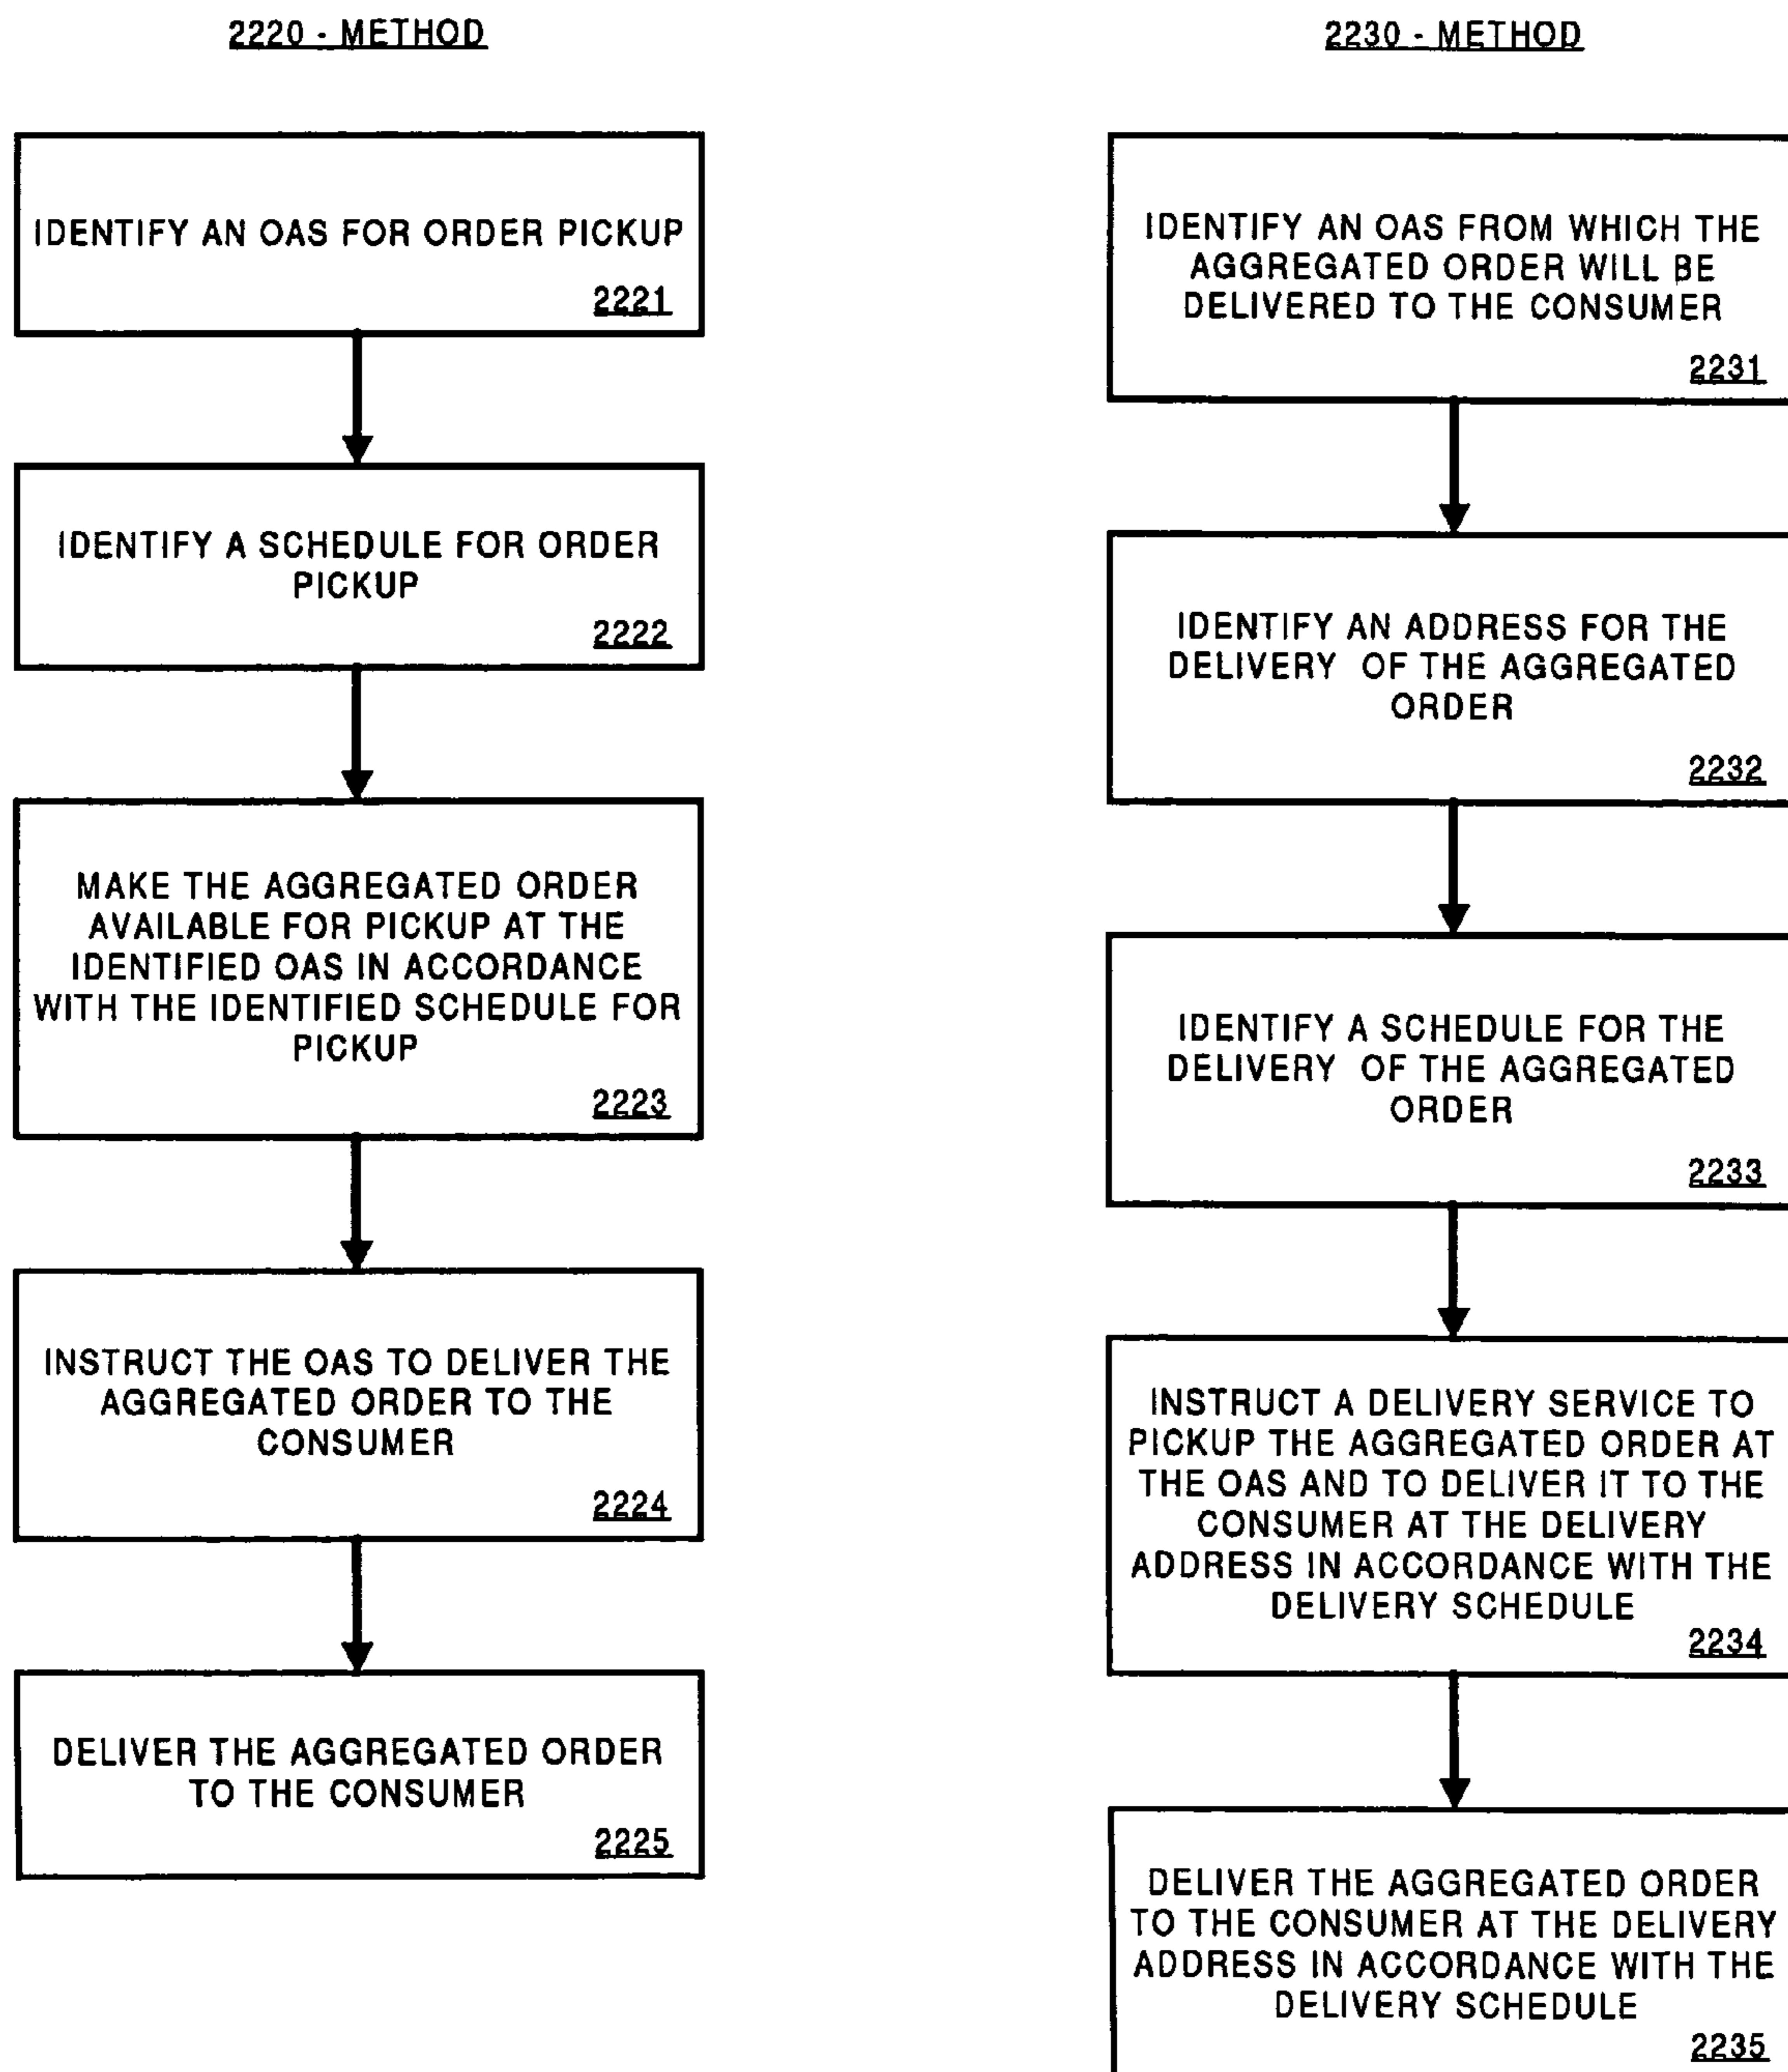 2220 - METHOD
IDENTIFY AN OAS FOR ORDER PICKUP
2221
IDENTIFY A SCHEDULE FOR ORDER
PICKUP
2222
MAKE THE AGGREGATED ORDER
AVAILABLE FOR PICKUP AT THE
IDENTIFIED OAS IN ACCORDANCE
WITH THE IDENTIFIED SCHEDULE FOR
PICKUP
2223
INSTRUCT THE OAS TO DELIVER THE
AGGREGATED ORDER TO THE
CONSUMER
2224
DELIVER THE AGGREGATED ORDER
TO THE CONSUMER
2225
2230 - METHOD
IDENTIFY AN OAS FROM WHICH THE
AGGREGATED ORDER WILL BE
DELIVERED TO THE CONSUMER
2231
IDENTIFY AN ADDRESS FOR THE
DELIVERY OF THE AGGREGATED
ORDER
2232
IDENTIFY A SCHEDULE FOR THE
DELIVERY OF THE AGGREGATED
ORDER
2233
INSTRUCT A DELIVERY SERVICE TO
PICKUP THE AGGREGATED ORDER AT
THE OAS AND TO DELIVER IT TO THE
CONSUMER AT THE DELIVERY
ADDRESS IN ACCORDANCE WITH THE
DELIVERY SCHEDULE
2234
DELIVER THE AGGREGATED ORDER
TO THE CONSUMER AT THE DELIVERY
ADDRESS IN ACCORDANCE WITH THE
DELIVERY SCHEDULE
2235